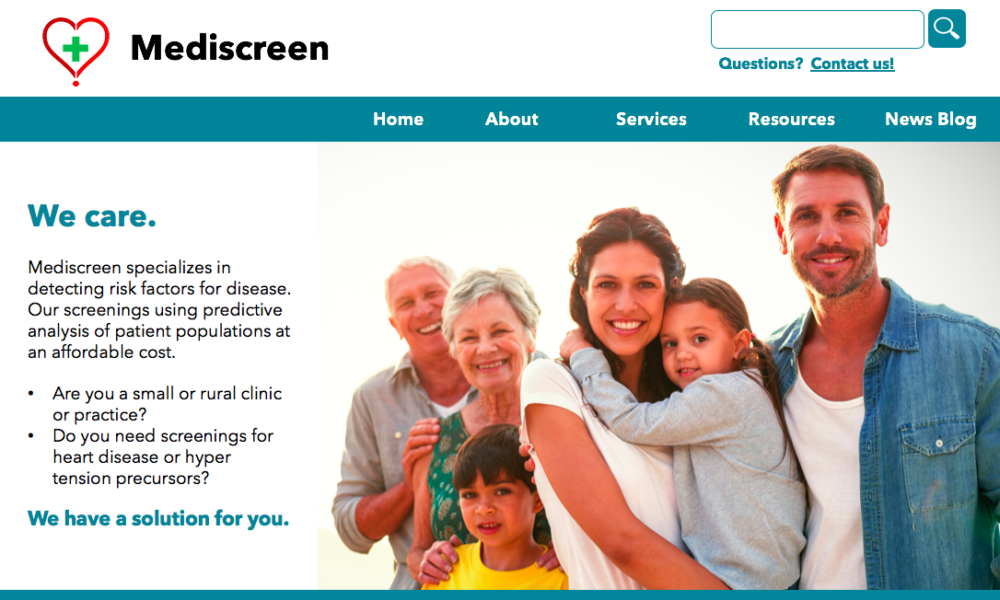 Mediscreen
Questions? Contact us!
Home About Services Resources News Blog
We care.
Mediscreen specializes in
detecting risk factors for disease.
Our screenings using predictive
analysis of patient populations at
an affordable cost.
• Are you a small or rural clinic
or practice?
• Do you need screenings for
heart disease or hyper
tension precursors?
We have a solution for you.